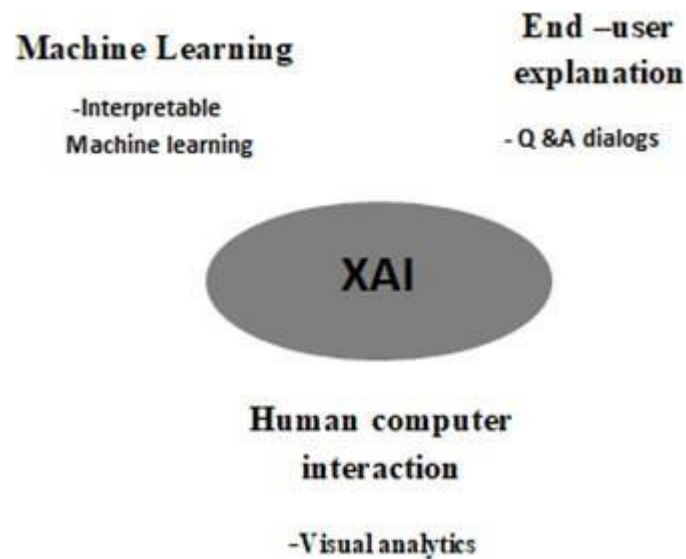 Machine Learning
-Interpretable
Machine learning
End –user
explanation
- Q &A dialogs
XAI
Human computer
interaction
-Visual analytics